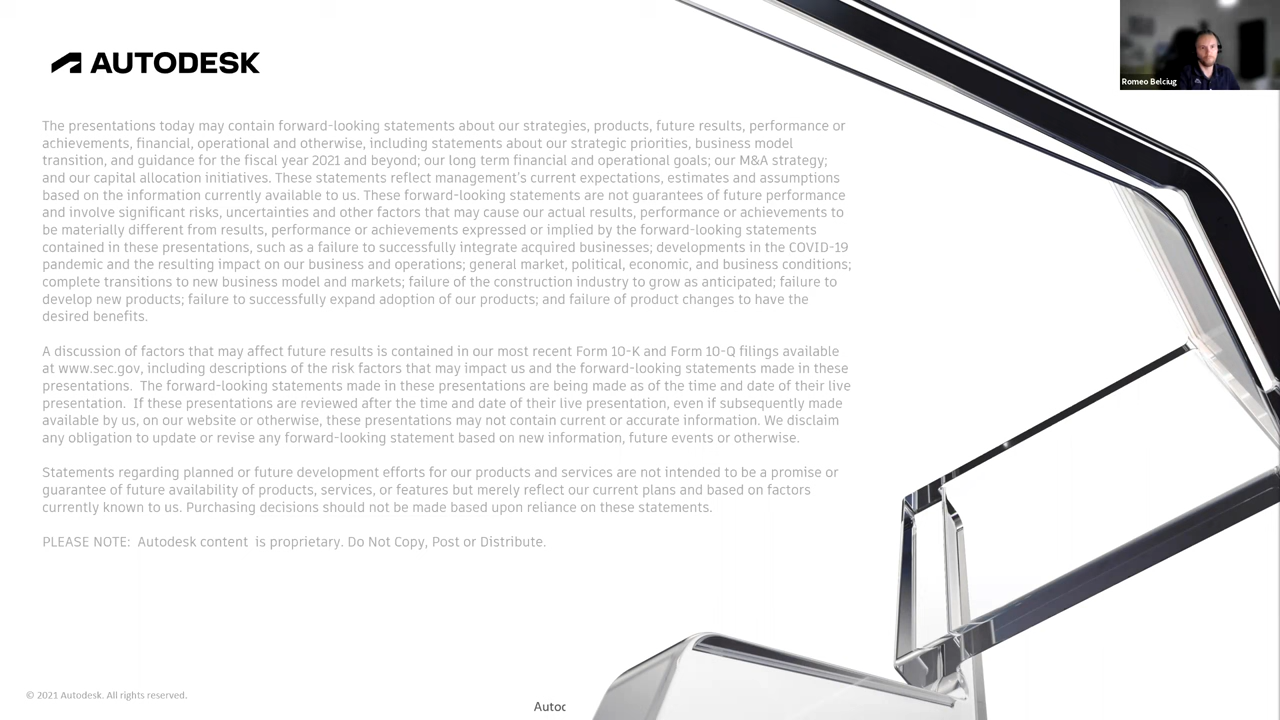 AUTODESK
Romeo Belciug
The presentations today may contain forward-looking statements about our strategies, products, future results, performance or
achievements, financial, operational and otherwise, including statements about our strategic priorities, business model
transition, and guidance for the fiscal year 2021 and beyond; our long term financial and operational goals; our M&A strategy;
and our capital allocation initiatives. These statements reflect management's current expectations, estimates and assumptions
based on the information currently available to us. These forward-looking statements are not guarantees of future performance
and involve significant risks, uncertainties and other factors that may cause our actual results, performance or achievements to
be materially different from results, performance or achievements expressed or implied by the forward-looking statements
contained in these presentations, such as a failure to successfully integrate acquired businesses; developments in the COVID-19
pandemic and the resulting impact on our business and operations; general market, political, economic, and business conditions;
complete transitions to new business model and markets; failure of the construction industry to grow as anticipated; failure to
develop new products; failure to successfully expand adoption of our products; and failure of product changes to have the
desired benefits.
A discussion of factors that may affect future results is contained in our most recent Form 10-K and Form 10-Q filings available
at www.sec.gov, including descriptions of the risk factors that may impact us and the forward-looking statements made in these
presentations. The forward-looking statements made in these presentations are being made as of the time and date of their live
presentation. If these presentations are reviewed after the time and date of their live presentation, even if subsequently made
available by us, on our website or otherwise, these presentations may not contain current or accurate information. We disclaim
any obligation to update or revise any forward-looking statement based on new information, future events or otherwise.
Statements regarding planned or future development efforts for our products and services are not intended to be a promise or
guarantee of future availability of products, services, or features but merely reflect our current plans and based on factors
currently known to us. Purchasing decisions should not be made based upon reliance on these statements.
PLEASE NOTE: Autodesk content is proprietary. Do Not Copy, Post or Distribute.
© 2021 Autodesk. All rights reserved.